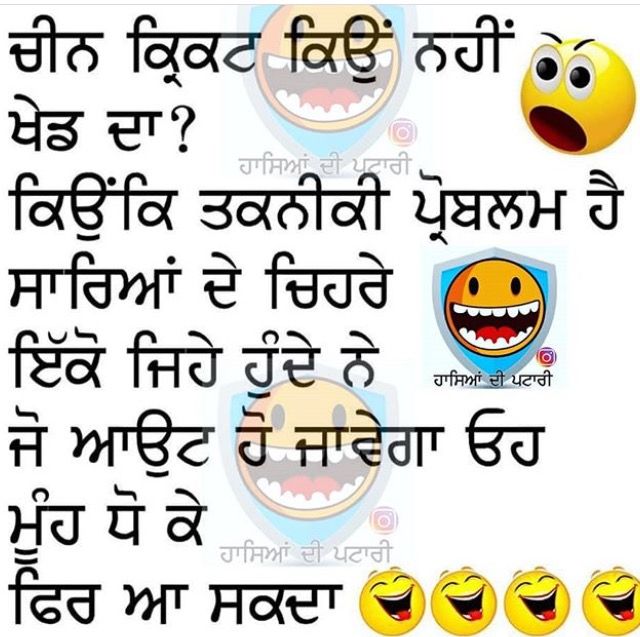 ਚੀਨ ਕ੍ਰਿਕਟ ਕਿਉਂ ਨਹੀਂ
ਖੇਡ ਦਾ?
ਹਾਸਿਆਂ ਦੀ ਪਟਾਰੀ
ਕਿਉਂਕਿ ਤਕਨੀਕੀ ਪ੍ਰੋਬਲਮ ਹੈ
ਸਾਰਿਆਂ ਦੇ ਚਿਹਰੇ
ਇੱਕੋ ਜਿਹੇ ਹੁੰਦੇ ਨੇ
ਹਾਸਿਆਂ ਦੀ ਪਟਾਰੀ
ਜੋ ਆਉਟ ਹੋ ਜਾਵੇਗਾ ਓਹ
ਮੂੰਹ ਧੋ ਕੇ
ਹਾਸਿਆਂ ਦੀ ਪਟਾਰੀ
ਫਿਰ ਆ ਸਕਦਾ